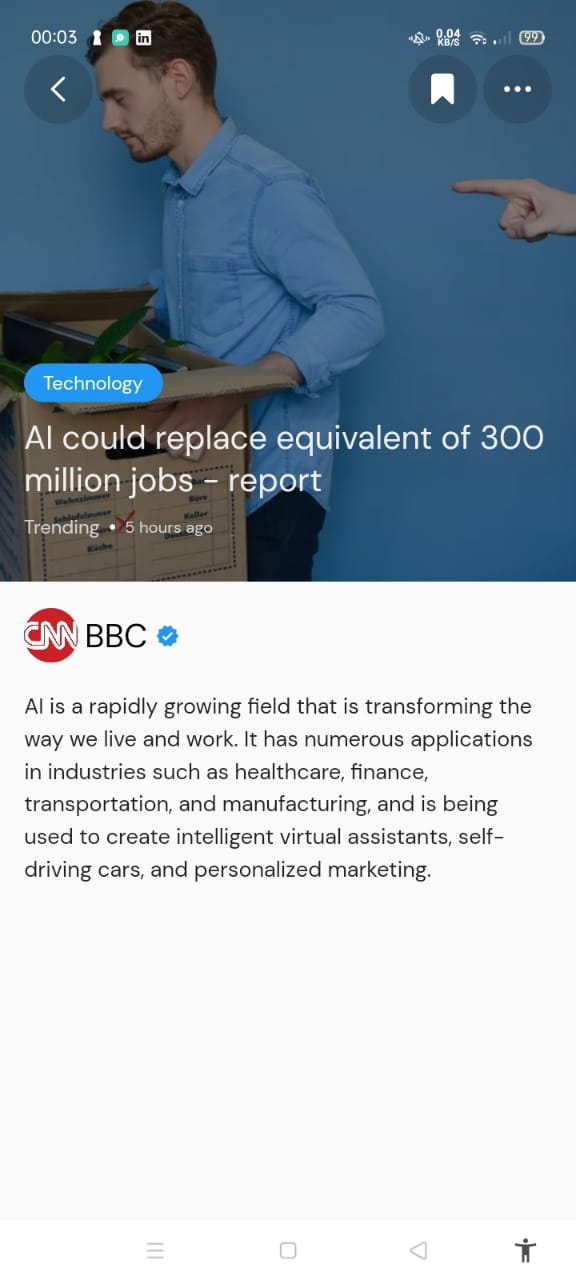 00:03
0.04
KB/S
99
Technology
AI could replace equivalent of 300
million jobs - report
Trending • 5 hours ago
Wohnzimmer
Büro
Schlafzimmer
Keller
Küche
CNN BBC
AI is a rapidly growing field that is transforming the
way we live and work. It has numerous applications
in industries such as healthcare, finance,
transportation, and manufacturing, and is being
used to create intelligent virtual assistants, self-
driving cars, and personalized marketing.